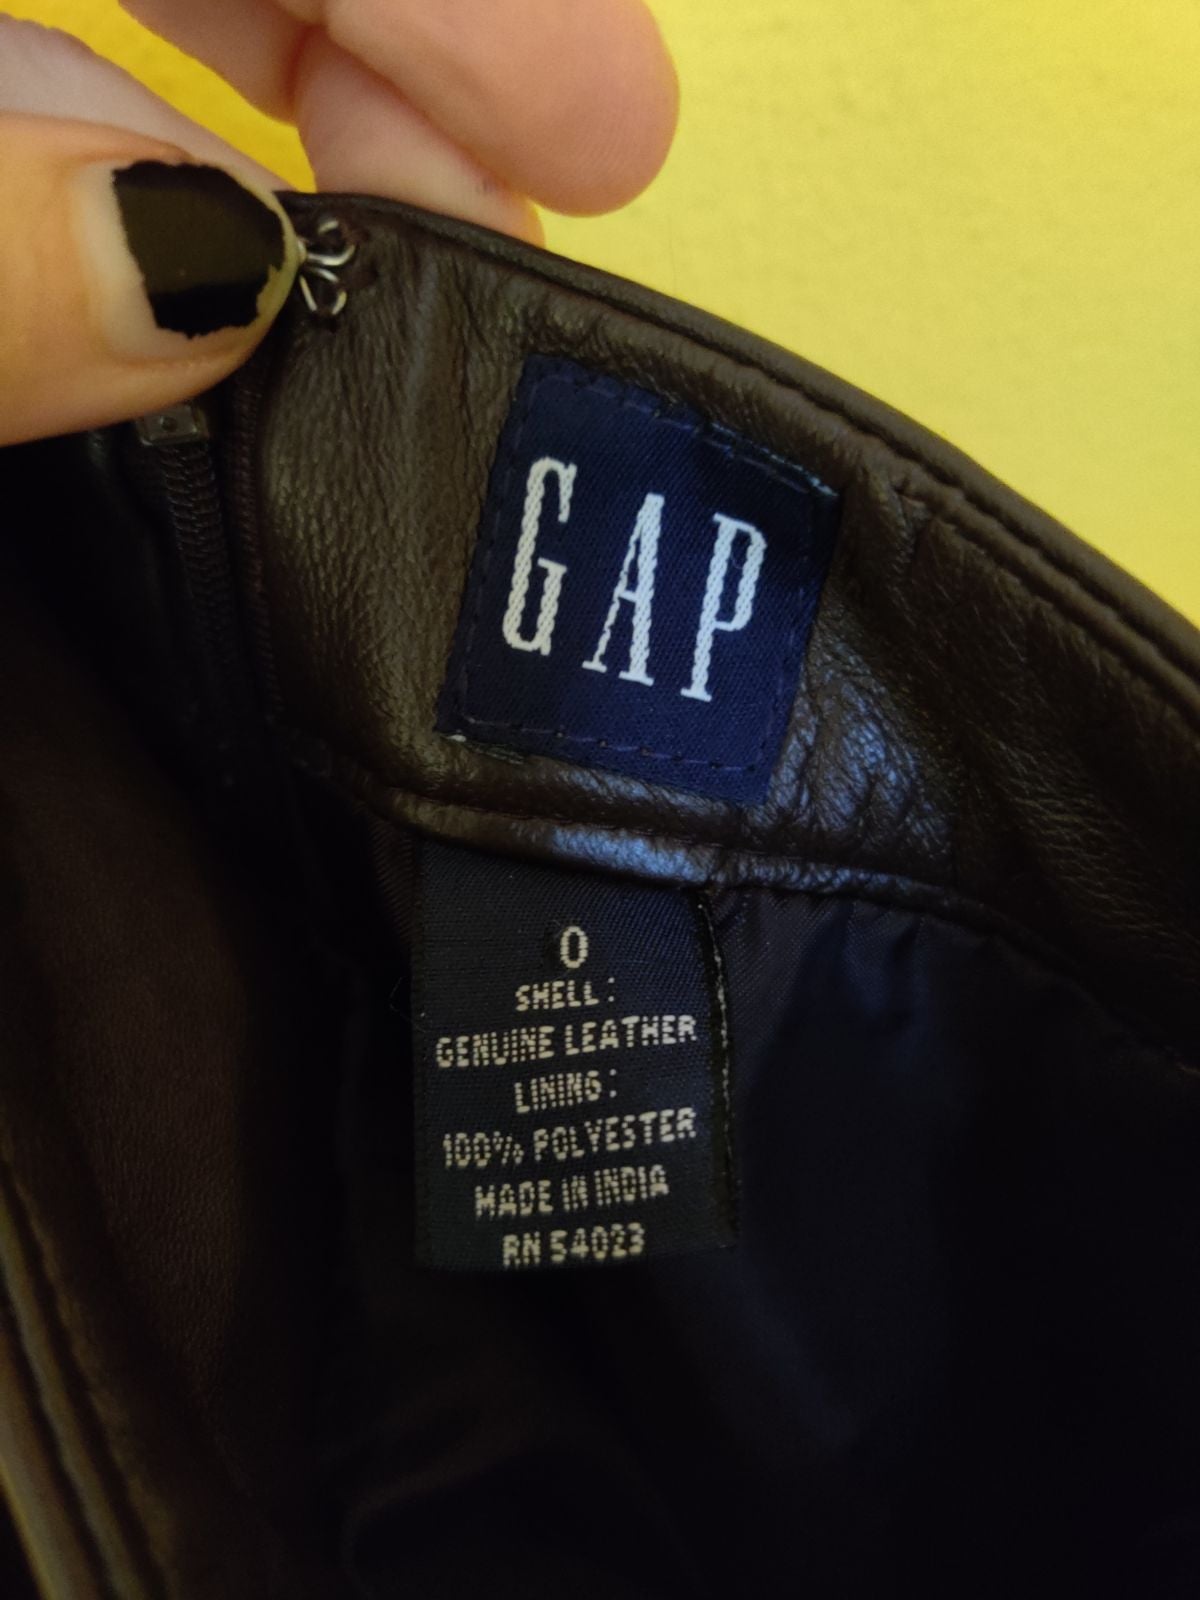 GAP
0
SHELL:
GENUINE LEATHER
LINING:
100% POLYESTER
MADE IN INDIA
RN 54023